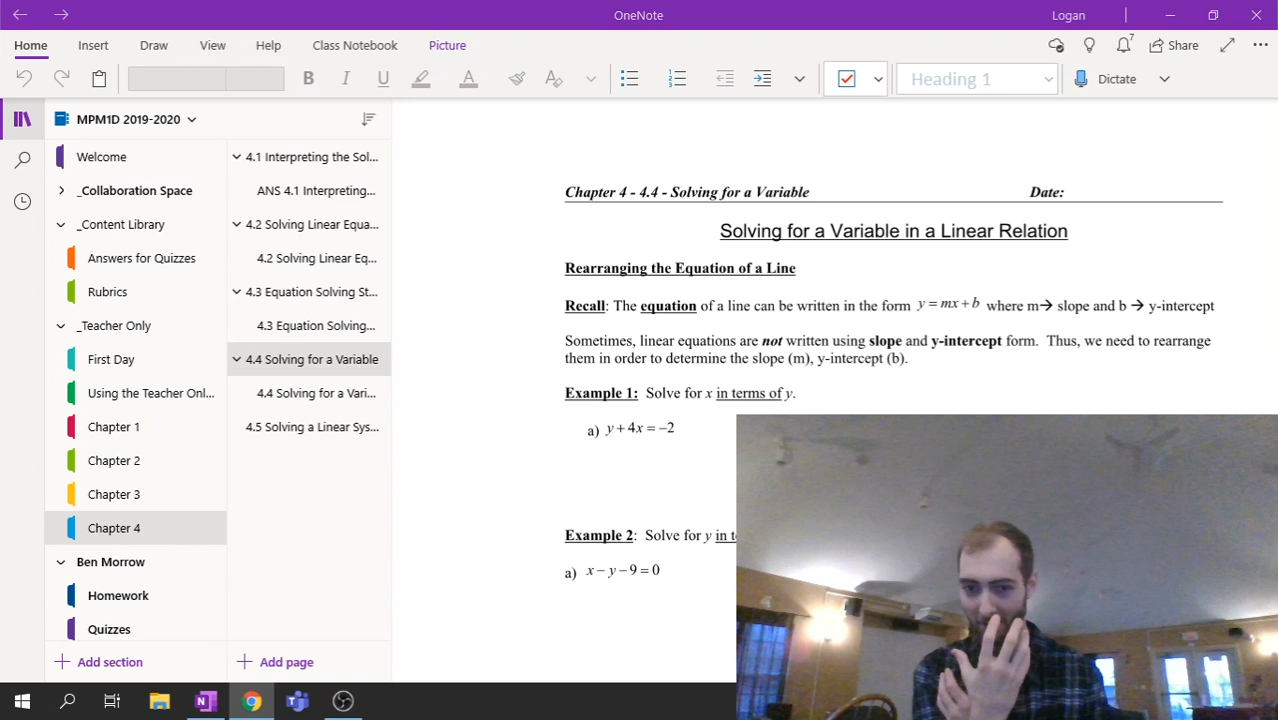 OneNote
Logan
Home Insert Draw View Help Class Notebook Picture
7
Share
B I U A
Heading 1
Dictate
MPM1D 2019-2020
Welcome
_Collaboration Space
_Content Library
Answers for Quizzes
Rubrics
_Teacher Only
First Day
Using the Teacher Onl...
Chapter 1
Chapter 2
Chapter 3
Chapter 4
Ben Morrow
Homework
Quizzes
Add section
4.1 Interpreting the Sol...
ANS 4.1 Interpreting...
4.2 Solving Linear Equa...
4.2 Solving Linear Eq...
4.3 Equation Solving St...
4.3 Equation Solving...
4.4 Solving for a Variable
4.4 Solving for a Vari...
4.5 Solving a Linear Sys...
Add page
Chapter 4 - 4.4 - Solving for a Variable Date:
Solving for a Variable in a Linear Relation
Rearranging the Equation of a Line
Recall: The equation of a line can be written in the form y = mx + b where m→ slope and b → y-intercept
Sometimes, linear equations are not written using slope and y-intercept form. Thus, we need to rearrange
them in order to determine the slope (m), y-intercept (b).
Example 1: Solve for x in terms of y.
a) y + 4x = −2
Example 2: Solve for y in
a) x − y − 9 = 0